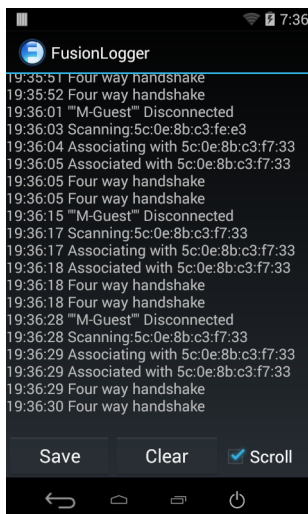 7:36
FusionLogger
19:35:51 Four way handshake
19:35:52 Four way handshake
19:36:01 ""M-Guest"" Disconnected
19:36:03 Scanning:5c:0e:8b:c3:fe:e3
19:36:04 Associating with 5c:0e:8b:c3:f7:33
19:36:05 Associated with 5c:0e:8b:c3:f7:33
19:36:05 Four way handshake
19:36:05 Four way handshake
19:36:15 ""M-Guest"" Disconnected
19:36:17 Scanning:5c:0e:8b:c3:f7:33
19:36:17 Associating with 5c:0e:8b:c3:f7:33
19:36:18 Associated with 5c:0e:8b:c3:f7:33
19:36:18 Four way handshake
19:36:18 Four way handshake
19:36:28 ""M-Guest"" Disconnected
19:36:28 Scanning:5c:0e:8b:c3:f7:33
19:36:29 Associating with 5c:0e:8b:c3:f7:33
19:36:29 Associated with 5c:0e:8b:c3:f7:33
19:36:29 Four way handshake
19:36:30 Four way handshake
Save Clear Scroll